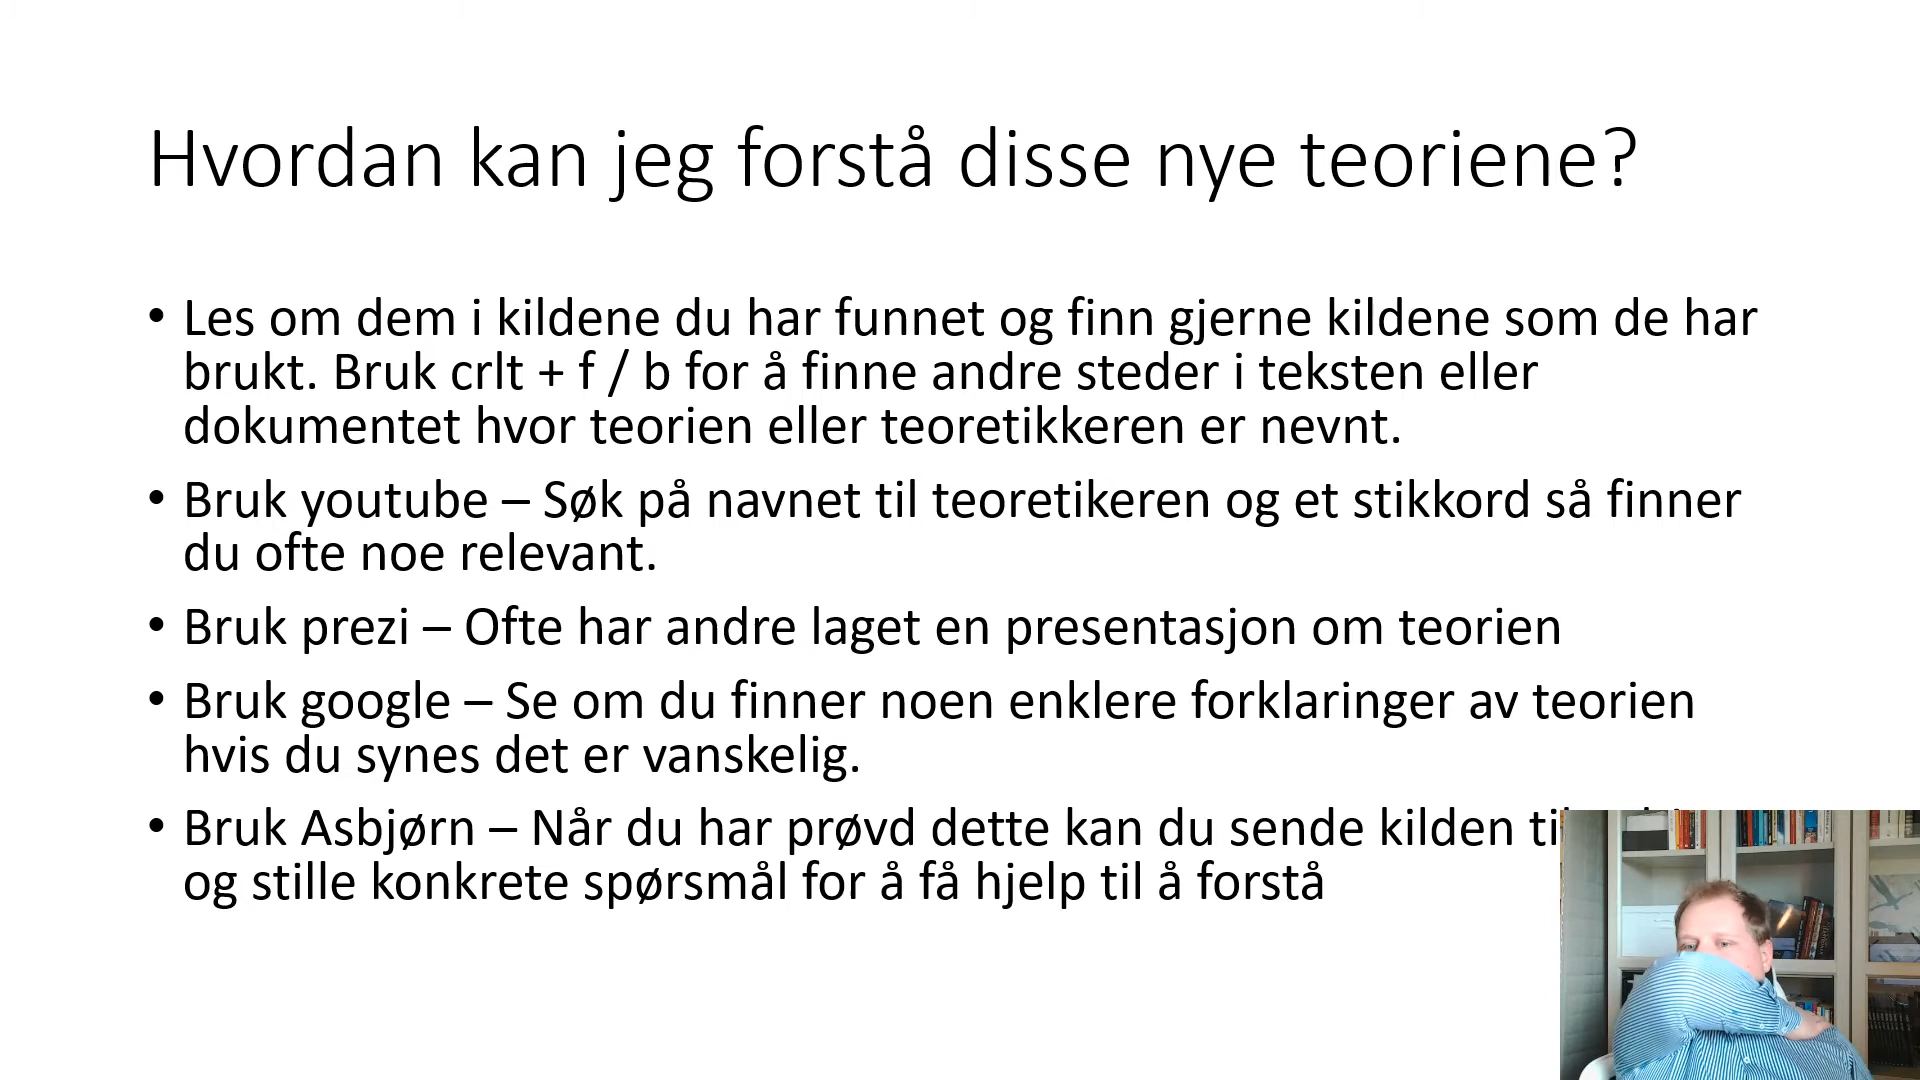 Hvordan kan jeg forstå disse nye teoriene?
• Les om dem i kildene du har funnet og finn gjerne kildene som de har
brukt. Bruk crlt + f / b for å finne andre steder i teksten eller
dokumentet hvor teorien eller teoretikkeren er nevnt.
• Bruk youtube – Søk på navnet til teoretikeren og et stikkord så finner
du ofte noe relevant.
• Bruk prezi – Ofte har andre laget en presentasjon om teorien
• Bruk google – Se om du finner noen enklere forklaringer av teorien
hvis du synes det er vanskelig.
• Bruk Asbjørn – Når du har prøvd dette kan du sende kilden
og stille konkrete spørsmål for å få hjelp til å forstå